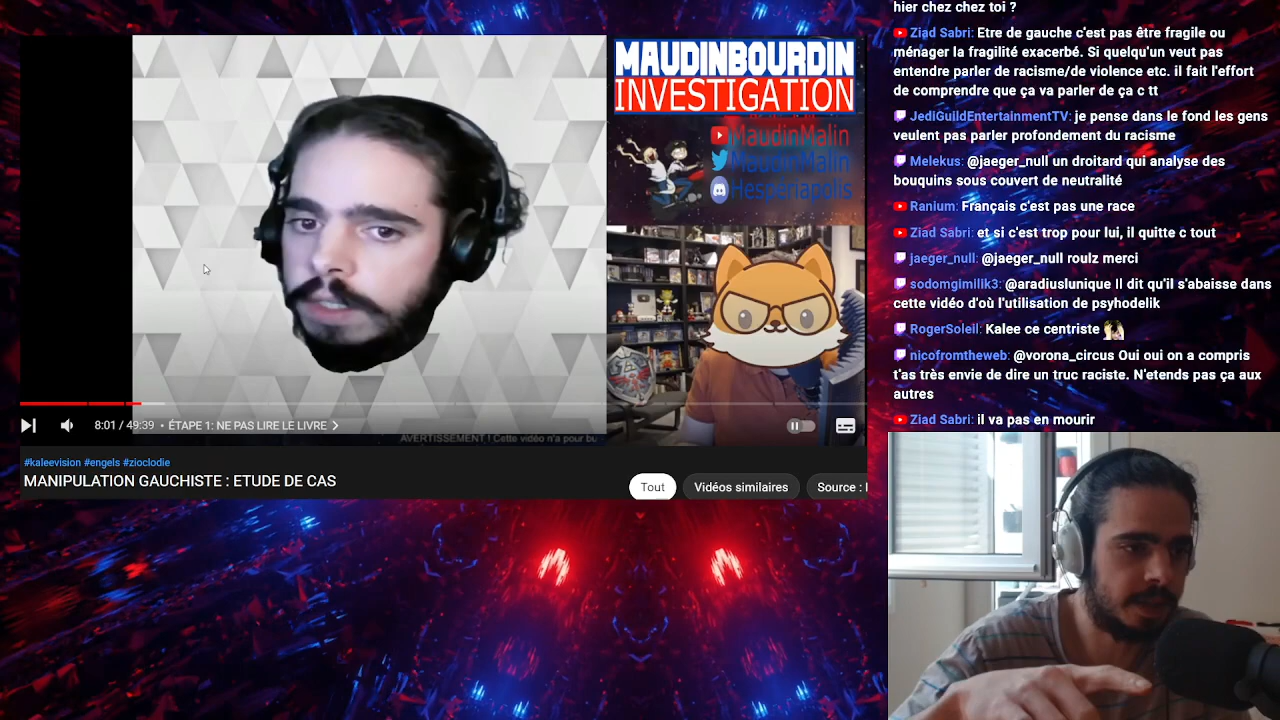 MAUDINBOURDIN
INVESTIGATION
MaudinMalin
MaudinMalin
Hespériapolis
8:01 / 49:39 • ÉTAPE 1: NE PAS LIRE LE LIVRE
AVERTISSEMENT ! Cette vidéo n'a pour bu
#kaleevision #engels #zioclodie
MANIPULATION GAUCHISTE : ETUDE DE CAS
Tout
Vidéos similaires
Source :
hier chez chez toi ?
Ziad Sabri: Etre de gauche c'est pas être fragile ou
ménager la fragilité exacerbé. Si quelqu'un veut pas
entendre parler de racisme/de violence etc. il fait l'effort
de comprendre que ça va parler de ça c tt
JediGuildEntertainmentTV: je pense dans le fond les gens
veulent pas parler profondement du racisme
Melekus: @jaeger_null un droitard qui analyse des
bouquins sous couvert de neutralité
Ranium: Français c'est pas une race
Ziad Sabri: et si c'est trop pour lui, il quitte c tout
jaeger_null: @jaeger_null roulz merci
sodomgimilik3: @aradiuslunique Il dit qu'il s'abaisse dans
cette vidéo d'où l'utilisation de psyhodelik
RogerSoleil: Kalee ce centriste
nicofromtheweb: @vorona_circus Oui oui on a compris
t'as très envie de dire un truc raciste. N'etends pas ça aux
autres
Ziad Sabri: il va pas en mourir